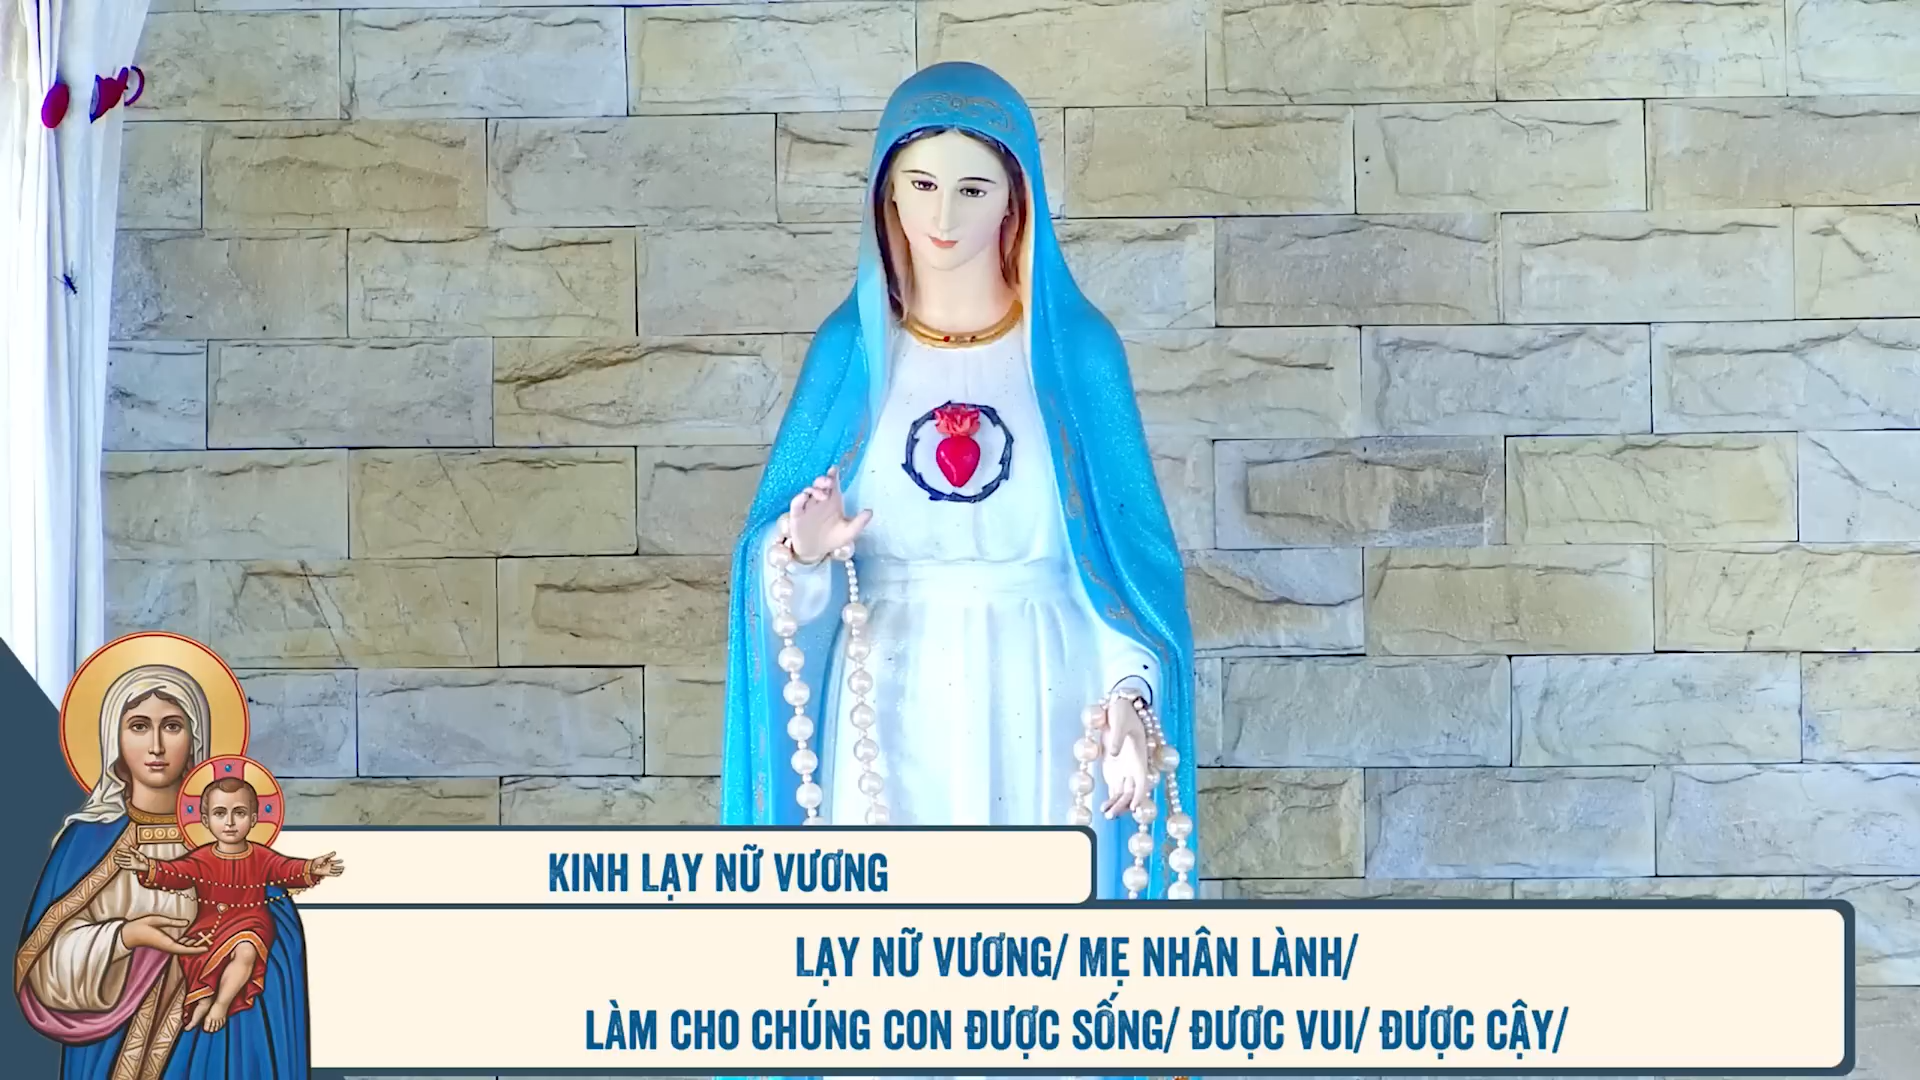 KINH LẠY NỮ VƯƠNG
LẠY NỮ VƯƠNG/ MẸ NHÂN LÀNH/
LÀM CHO CHÚNG CON ĐƯỢC SỐNG/ ĐƯỢC VUI/ ĐƯỢC CẬY/